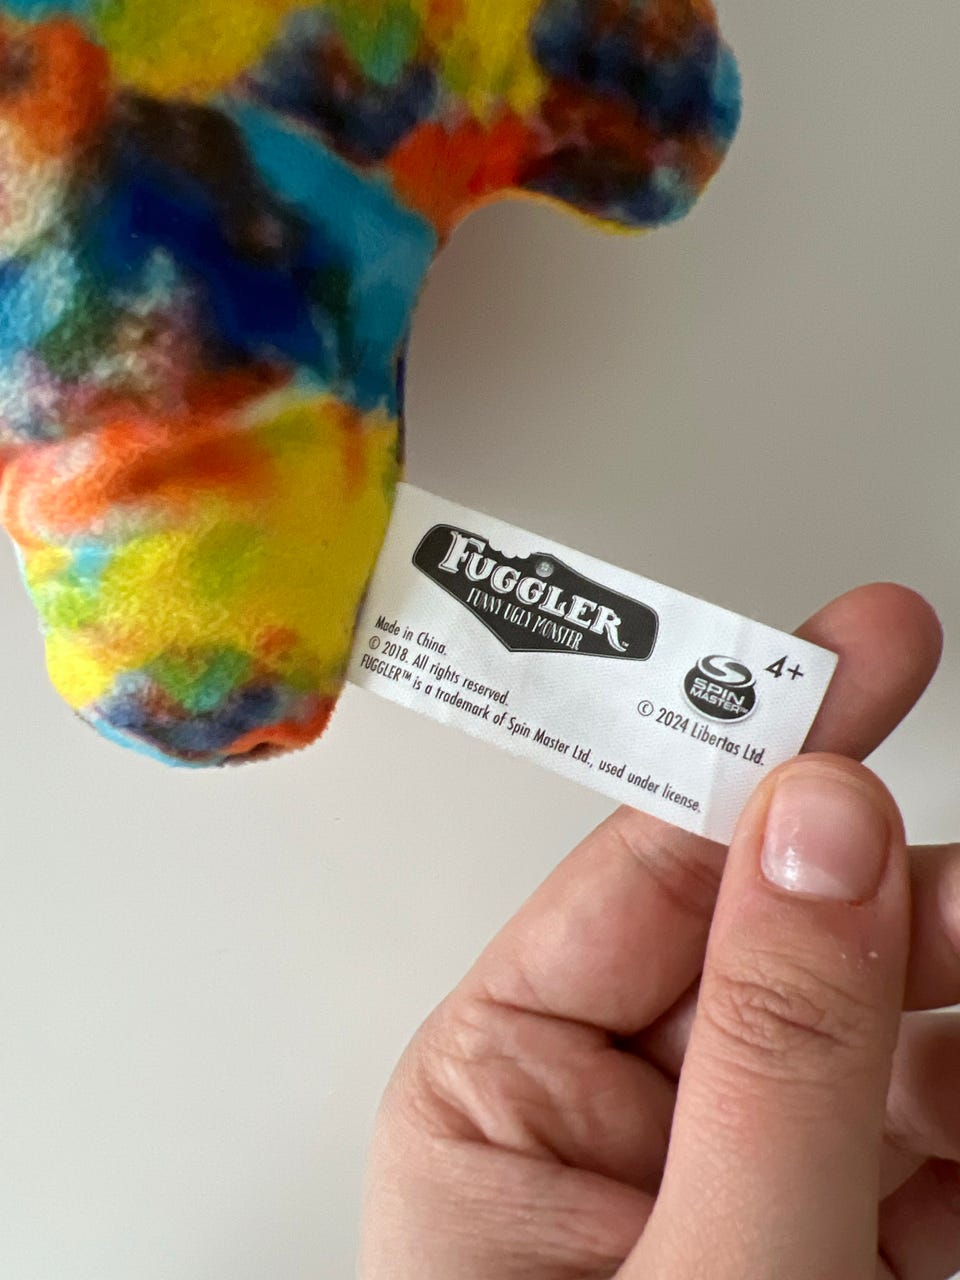 FUGGLER
FUNNY UGLY MONSTER
4+
SPIN
MASTER™
© 2024 Libertas Ltd.
Made in China.
© 2018. All rights reserved.
FUGGLER™ is a trademark of Spin Master Ltd., used under license.